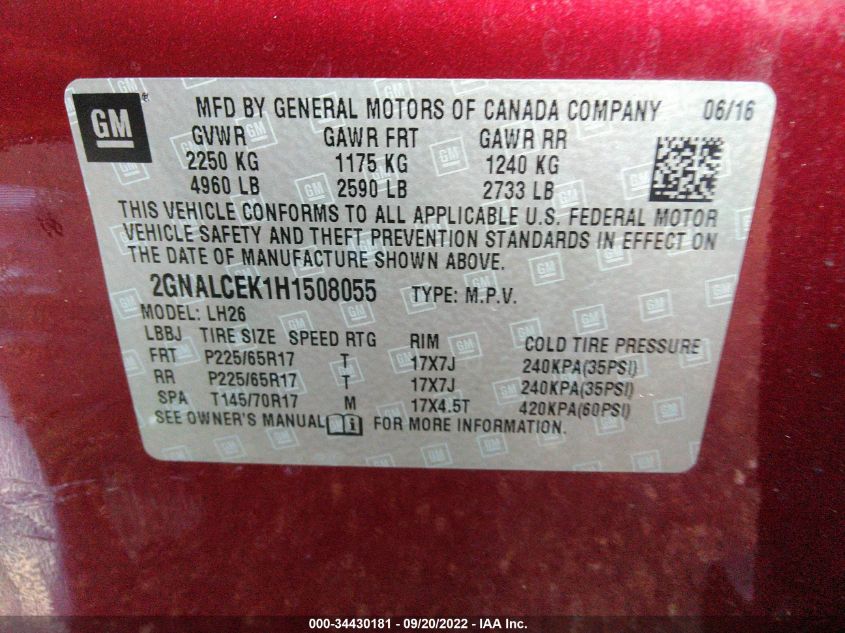 GM ® MFD BY GENERAL MOTORS OF CANADA COMPANY 06/16
GVWR GAWR FRT GAWR RR
2250 KG 1175 KG 1240 KG
4960 LB 2590 LB 2733 LB
THIS VEHICLE CONFORMS TO ALL APPLICABLE U.S. FEDERAL MOTOR
VEHICLE SAFETY AND THEFT PREVENTION STANDARDS IN EFFECT ON
THE DATE OF MANUFACTURE SHOWN ABOVE.
2GNALCEK1H1508055 TYPE: M.P.V.
MODEL: LH26
LBBJ TIRE SIZE SPEED RTG RIM COLD TIRE PRESSURE
FRT P225/65R17 T 17X7J 240KPA(35PSI)
RR P225/65R17 T 17X7J 240KPA(35PSI)
SPA T145/70R17 M 17X4.5T 420KPA(60PSI)
SEE OWNER'S MANUAL FOR MORE INFORMATION.
000-34430181 - 09/20/2022 - IAA Inc.